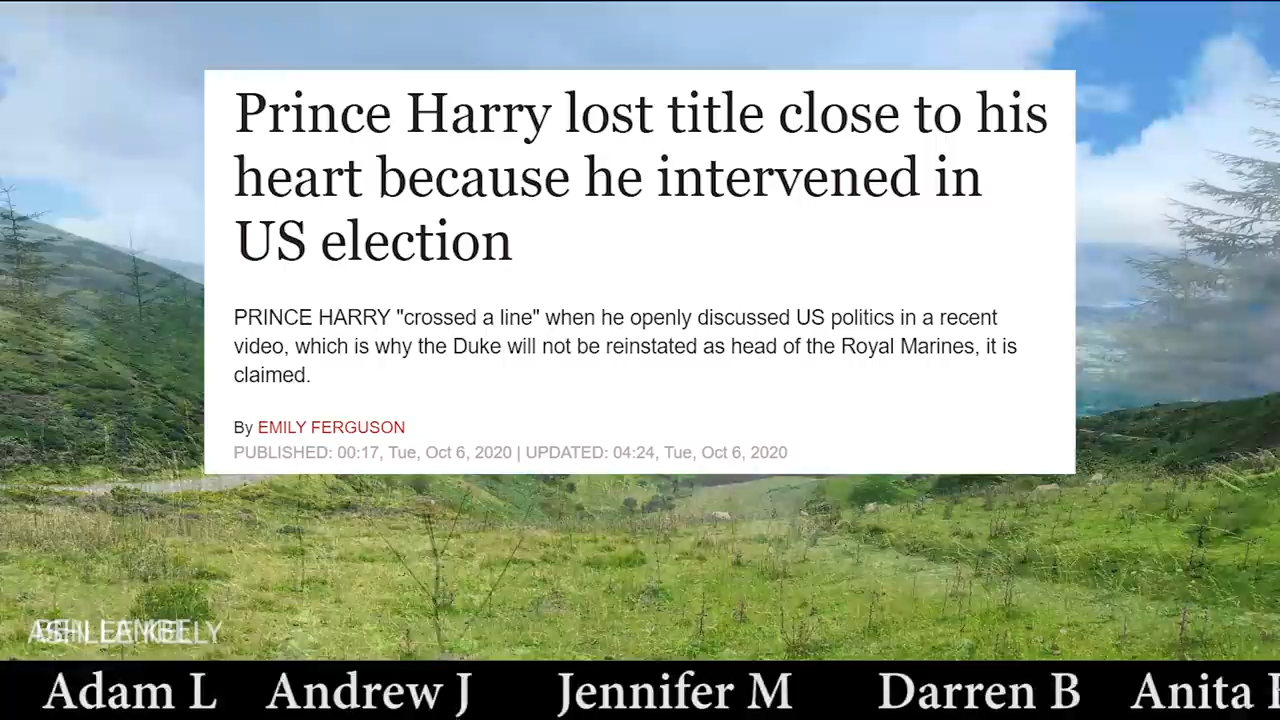 Prince Harry lost title close to his
heart because he intervened in
US election
PRINCE HARRY "crossed a line" when he openly discussed US politics in a recent
video, which is why the Duke will not be reinstated as head of the Royal Marines, it is
claimed.
By EMILY FERGUSON
PUBLISHED: 00:17, Tue, Oct 6, 2020 | UPDATED: 04:24, Tue, Oct 6, 2020
Adam L Andrew J Jennifer M Darren B Anita